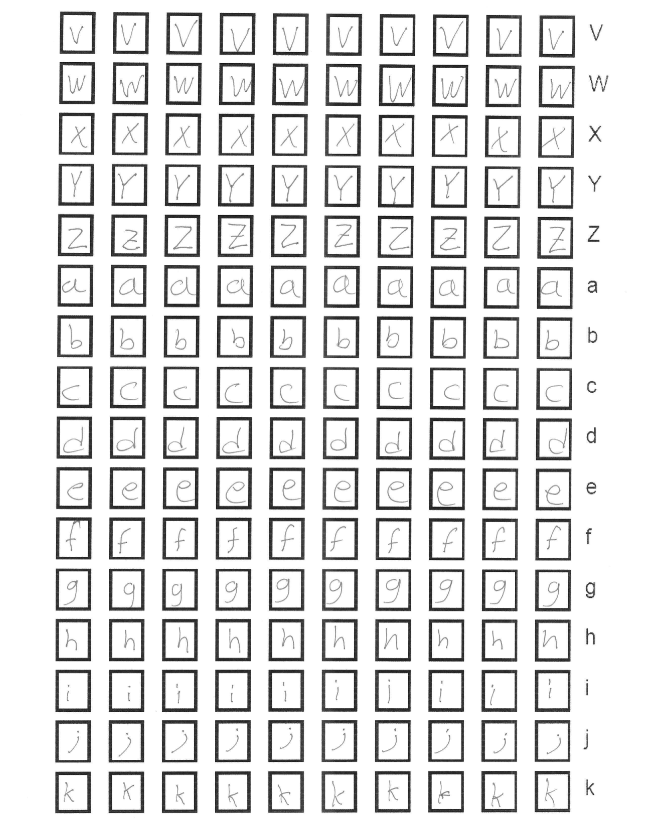 V V V V V V V V V V V
W W W W W W W W W W W
X X X X X X X X X X X
Y Y Y Y Y Y Y Y Y Y Y
Z Z Z Z Z Z Z Z Z Z Z
a a a a a a a a a a a
b b b b b b b b b b b
c c c c c c c c c c c
d d d d d d d d d d d
e e e e e e e e e e e
f f f f f f f f f f f
g g g g g g g g g g g
h h h h h h h h h h h
i i i i i i i i i i i
j j j j j j j j j j j
k k k k k k k k k k k